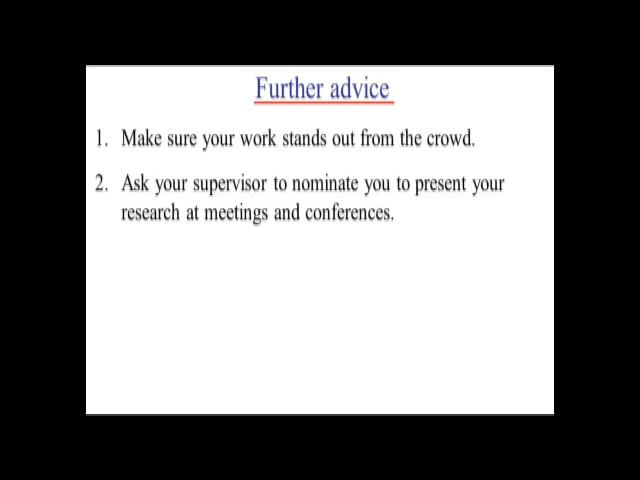 Further advice
1. Make sure your work stands out from the crowd.
2. Ask your supervisor to nominate you to present your
research at meetings and conferences.